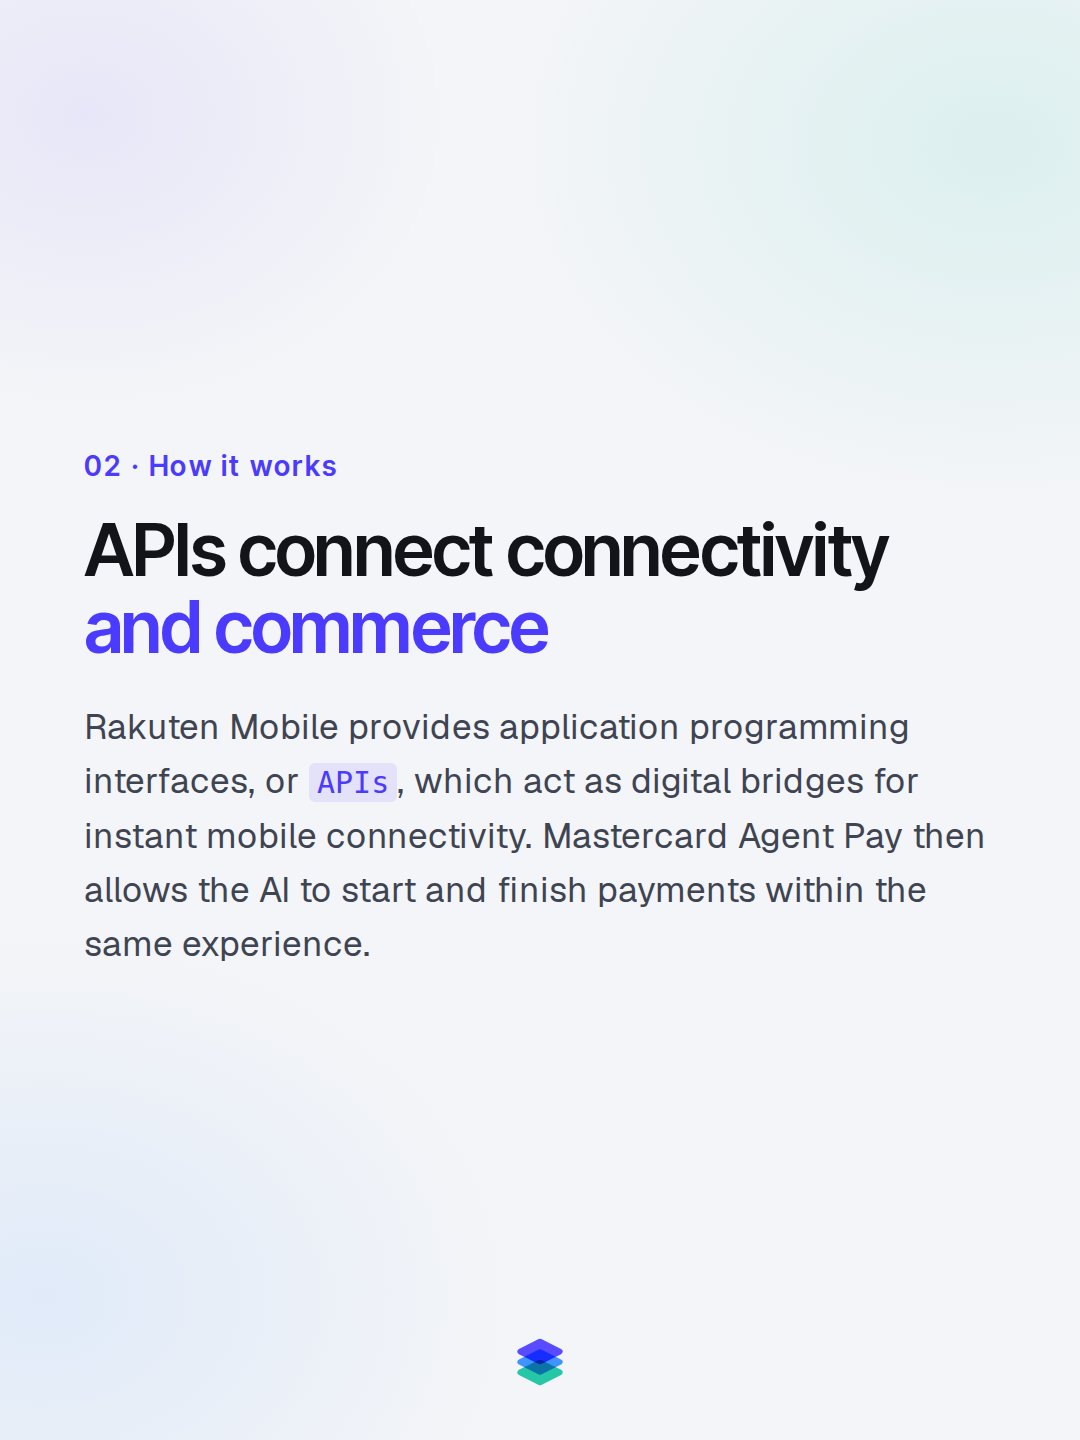 02 · How it works
APIs connect connectivity
and commerce
Rakuten Mobile provides application programming
interfaces, or APIs, which act as digital bridges for
instant mobile connectivity. Mastercard Agent Pay then
allows the AI to start and finish payments within the
same experience.